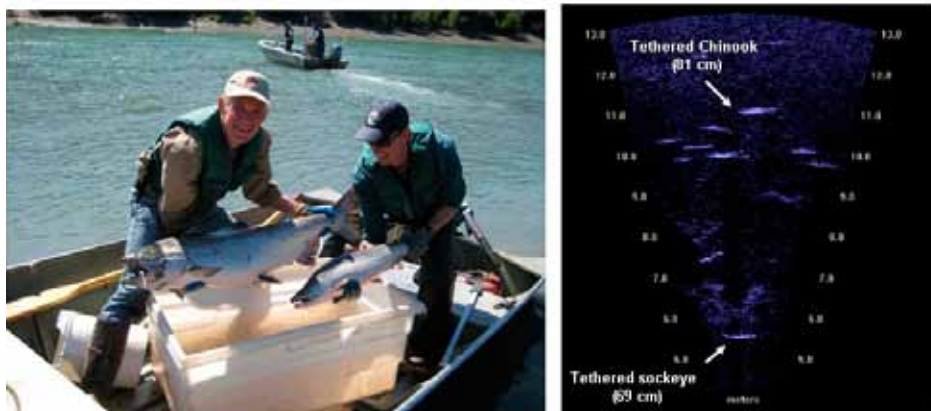 13.0 13.0
Tethered Chinook
(81 cm)
12.0 12.0
11.0 11.0
10.0 10.0
9.0 9.0
8.0 8.0
7.0 7.0
6.0 6.0
5.0 5.0
Tethered sockeye
(69 cm)
meters